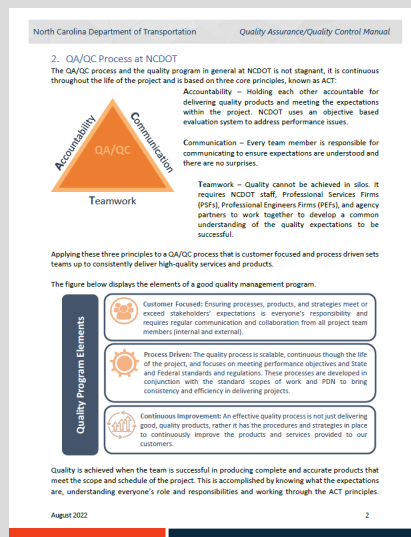 North Carolina Department of Transportation Quality Assurance/Quality Control Manual
2. QA/QC Process at NCDOT
The QA/QC process and the quality program in general at NCDOT is not stagnant, it is continuous
throughout the life of the project and is based on three core principles, known as ACT:
Accountability
Communication
QA/QC
Teamwork
Accountability – Holding each other accountable for
delivering quality products and meeting the expectations
within the project. NCDOT uses an objective based
evaluation system to address performance issues.
Communication – Every team member is responsible for
communicating to ensure expectations are understood and
there are no surprises.
Teamwork – Quality cannot be achieved in silos. It
requires NCDOT staff, Professional Services Firms
(PSFs), Professional Engineers Firms (PEFs), and agency
partners to work together to develop a common
understanding of the quality expectations to be
successful.
Applying these three principles to a QA/QC process that is customer focused and process driven sets
teams up to consistently deliver high-quality services and products.
The figure below displays the elements of a good quality management program.
Quality Program Elements
Customer Focused: Ensuring processes, products, and strategies meet or
exceed stakeholders' expectations is everyone's responsibility and
requires regular communication and collaboration from all project team
members (internal and external).
Process Driven: The quality process is scalable, continuous though the life
of the project, and focuses on meeting performance objectives and State
and Federal standards and regulations. These processes are developed in
conjunction with the standard scopes of work and PDN to bring
consistency and efficiency in delivering projects.
Continuous Improvement: An effective quality process is not just delivering
good, quality products, rather it has the procedures and strategies in place
to continuously improve the products and services provided to our
customers.
Quality is achieved when the team is successful in producing complete and accurate products that
meet the scope and schedule of the project. This is accomplished by knowing what the expectations
are, understanding everyone's role and responsibilities and working through the ACT principles.
August 2022 2